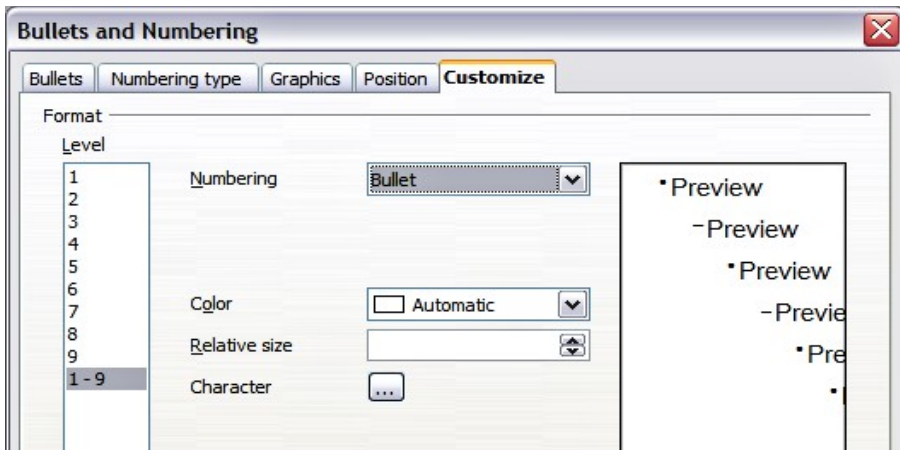 Bullets and Numbering
Bullets Numbering type Graphics Position Customize
Format
Level
1
2
3
4
5
6
7
8
9
1 - 9
Numbering Bullet
Color Automatic
Relative size
Character ...
Preview
Preview
Preview
Previe
Pre